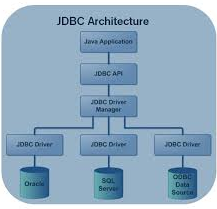 JDBC Architecture
Java Application
JDBC API
JDBC Driver
Manager
JDBC Driver
JDBC Driver
JDBC Driver
Oracle
SQL
Server
ODBC
Data
Source